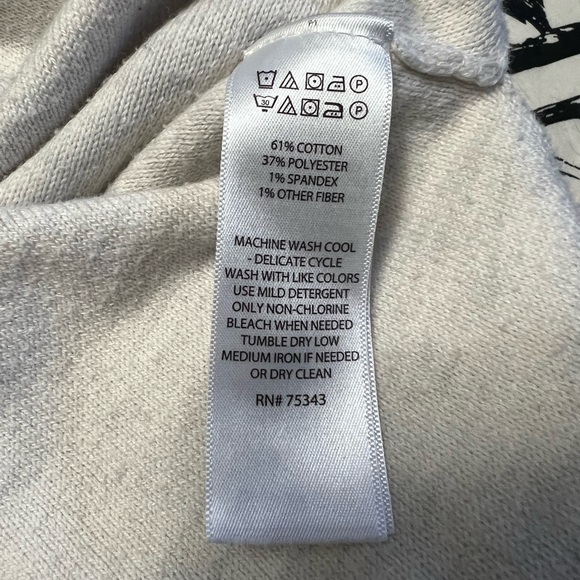 M
30
61% COTTON
37% POLYESTER
1% SPANDEX
1% OTHER FIBER
MACHINE WASH COOL
- DELICATE CYCLE
WASH WITH LIKE COLORS
USE MILD DETERGENT
ONLY NON-CHLORINE
BLEACH WHEN NEEDED
TUMBLE DRY LOW
MEDIUM IRON IF NEEDED
OR DRY CLEAN
RN# 75343